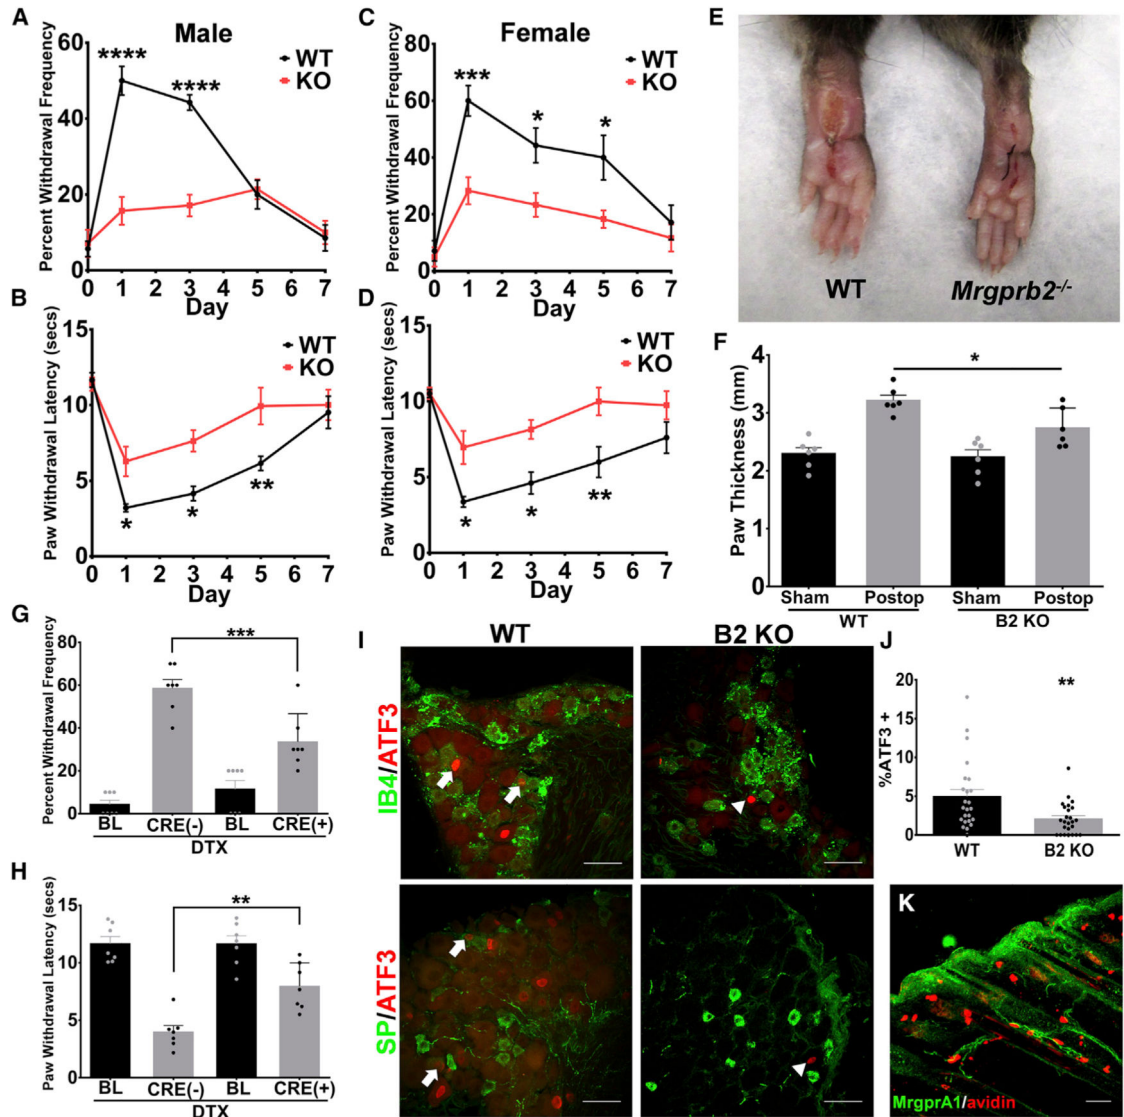 A
Male
Percent Withdrawal Frequency
60
40
20
0
****
****
WT
KO
0 1 2 3 4 5 6 7
Day
C
Female
Percent Withdrawal Frequency
80
60
40
20
0
***
*
*
WT
KO
0 1 2 3 4 5 6 7
Day
E
WT
Mrgprb2-/-
B
Paw Withdrawal Latency (secs)
15
10
5
0
WT
KO
*
*
**
0 1 2 3 4 5 6 7
Day
D
Paw Withdrawal Latency (secs)
15
10
5
0
WT
KO
*
*
**
0 1 2 3 4 5 6 7
Day
F
Paw Thickness (mm)
4
3
2
1
0
*
Sham Postop Sham Postop
WT B2 KO
G
Percent Withdrawal Frequency
80
60
40
20
0
***
BL CRE(-) BL CRE(+)
DTX
H
Paw Withdrawal Latency (secs)
15
10
5
0
**
BL CRE(-) BL CRE(+)
DTX
I
WT B2 KO
IB4/ATF3
SP/ATF3
J
%ATF3 +
20
15
10
5
0
**
WT B2 KO
K
MrgprA1/avidin